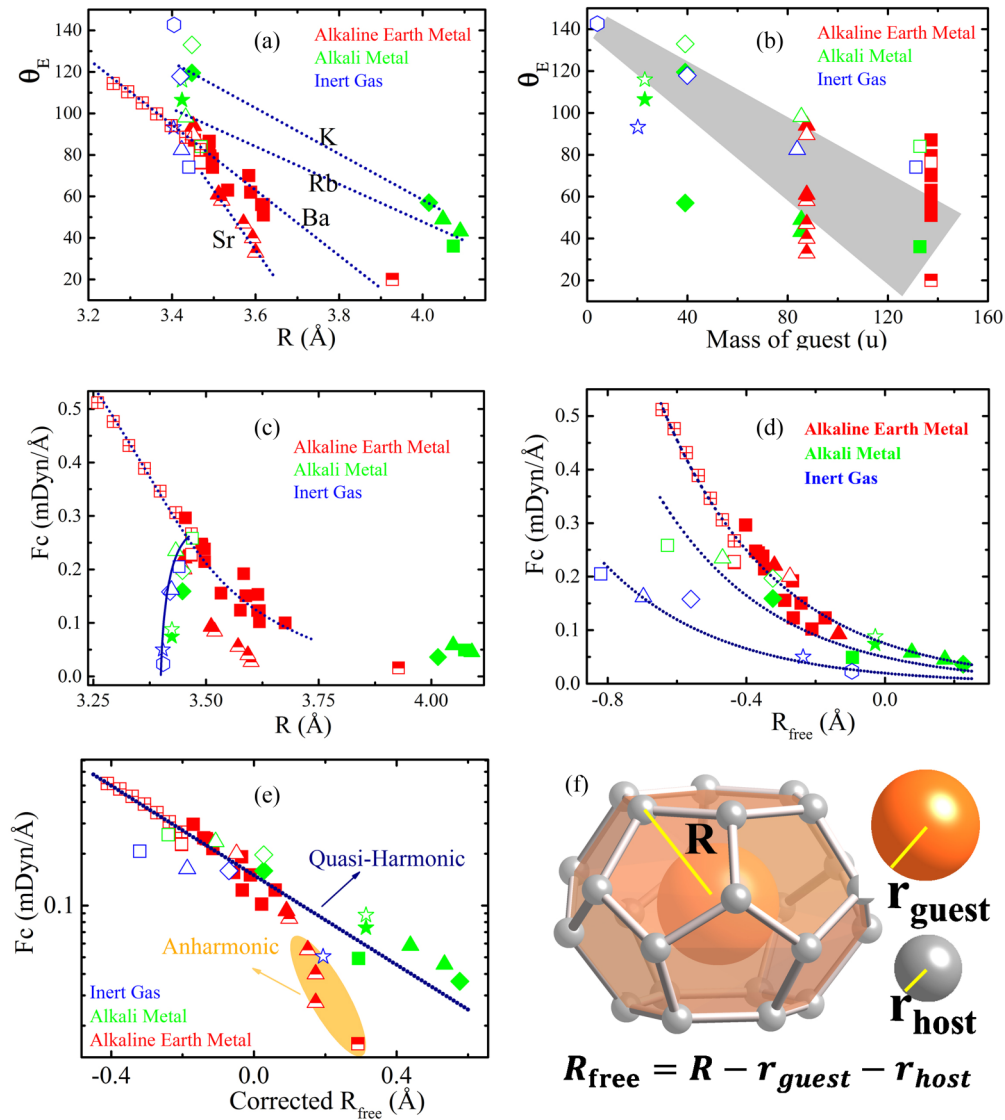 (a)
Alkaline Earth Metal
Alkali Metal
Inert Gas
θE
140
120
100
80
60
40
20
K
Rb
Ba
Sr
3.2 3.4 3.6 3.8 4.0
R (Å)
(b)
Alkaline Earth Metal
Alkali Metal
Inert Gas
θE
140
120
100
80
60
40
20
0 40 80 120 160
Mass of guest (u)
(c)
Alkaline Earth Metal
Alkali Metal
Inert Gas
Fc (mDyn/Å)
0.5
0.4
0.3
0.2
0.1
0.0
3.25 3.50 3.75 4.00
R (Å)
(d)
Alkaline Earth Metal
Alkali Metal
Inert Gas
Fc (mDyn/Å)
0.5
0.4
0.3
0.2
0.1
0.0
-0.8 -0.4 0.0
Rfree (Å)
(e)
Fc (mDyn/Å)
0.1
Quasi-Harmonic
Anharmonic
Inert Gas
Alkali Metal
Alkaline Earth Metal
-0.4 0.0 0.4
Corrected Rfree (Å)
(f)
R
rguest
rhost
Rfree = R − rguest − rhost